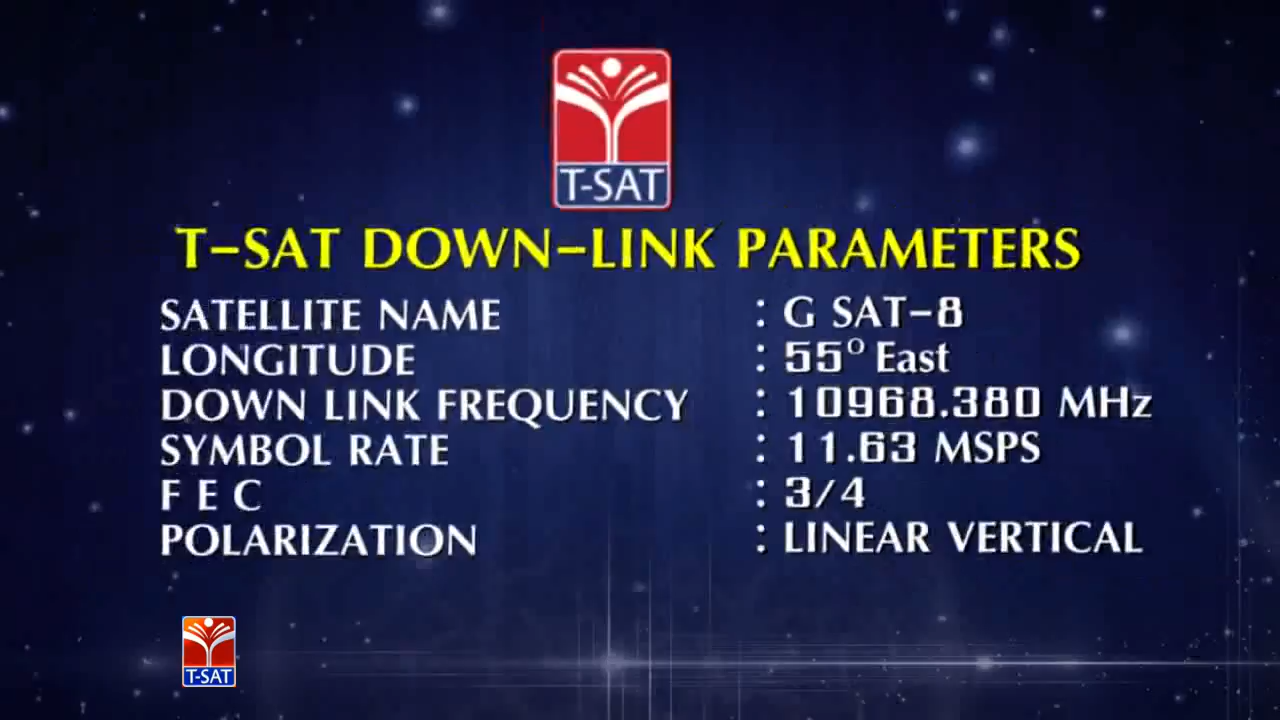 T-SAT
T-SAT DOWN-LINK PARAMETERS
SATELLITE NAME : G SAT-8
LONGITUDE : 55° East
DOWN LINK FREQUENCY : 10968.380 MHz
SYMBOL RATE : 11.63 MSPS
F E C : 3/4
POLARIZATION : LINEAR VERTICAL
T-SAT